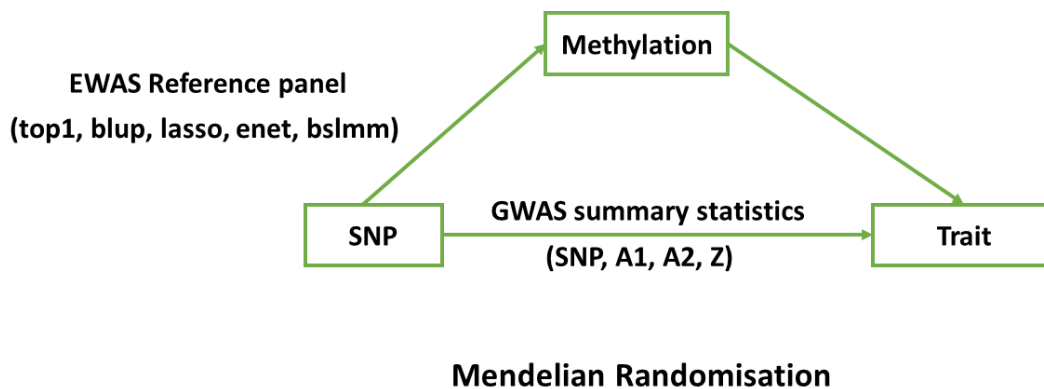 Methylation
EWAS Reference panel
(top1, blup, lasso, enet, bslmm)
GWAS summary statistics
SNP
Trait
(SNP, A1, A2, Z)
Mendelian Randomisation